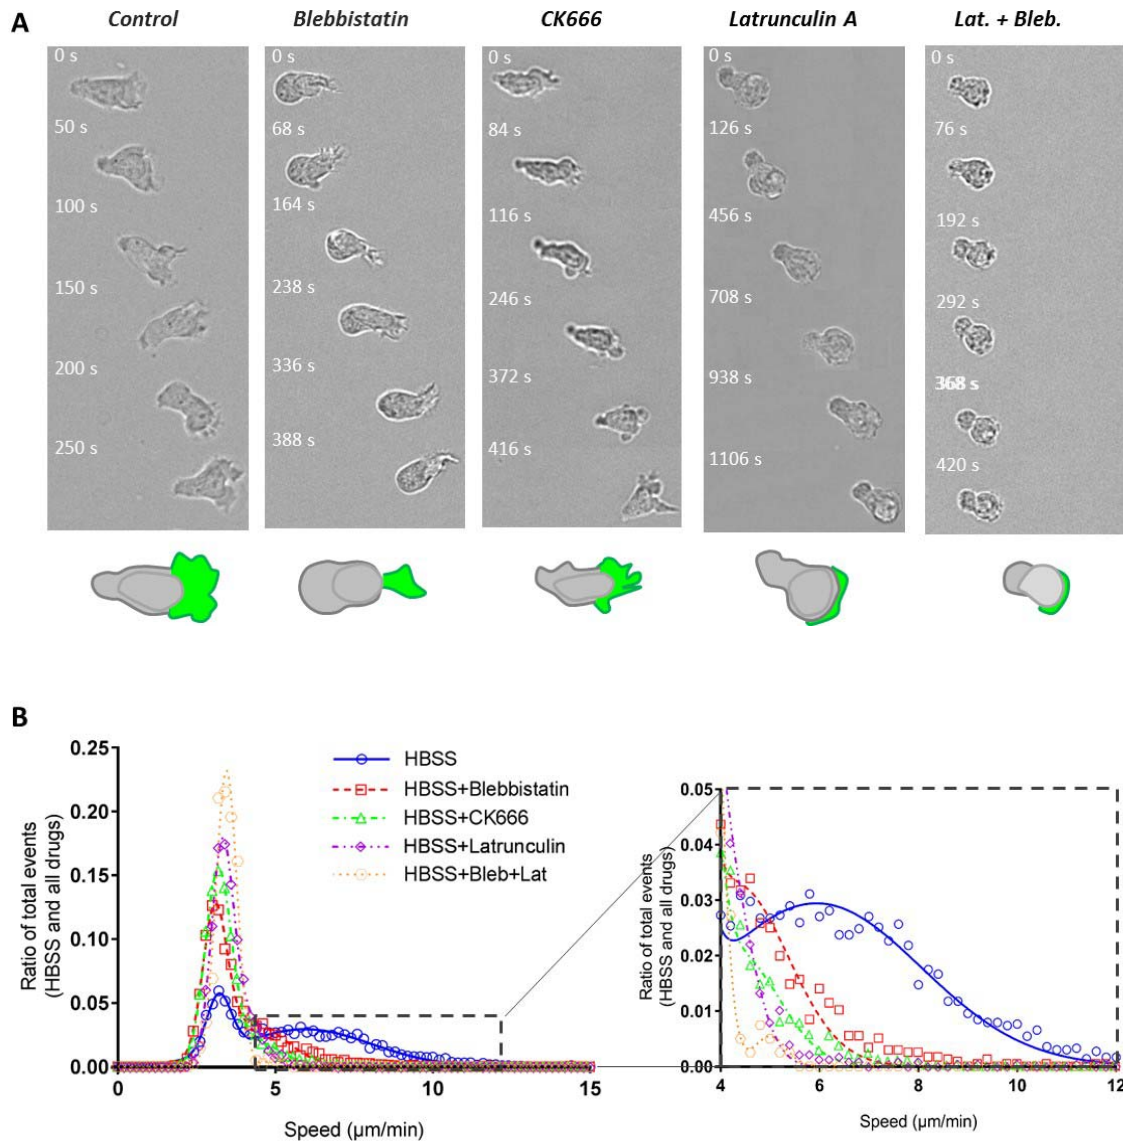 A
Control
Blebbistatin
CK666
Latrunculin A
Lat. + Bleb.
0 s
50 s
100 s
150 s
200 s
250 s
0 s
68 s
164 s
238 s
336 s
388 s
0 s
84 s
116 s
246 s
372 s
416 s
0 s
126 s
456 s
708 s
938 s
1106 s
0 s
76 s
192 s
292 s
368 s
420 s
B
Ratio of total events
(HBSS and all drugs)
0.25
0.20
0.15
0.10
0.05
0.00
0
5
10
15
Speed (µm/min)
HBSS
HBSS+Blebbistatin
HBSS+CK666
HBSS+Latrunculin
HBSS+Bleb+Lat
Ratio of total events
(HBSS and all drugs)
0.05
0.04
0.03
0.02
0.01
0.00
4
6
8
10
12
Speed (µm/min)